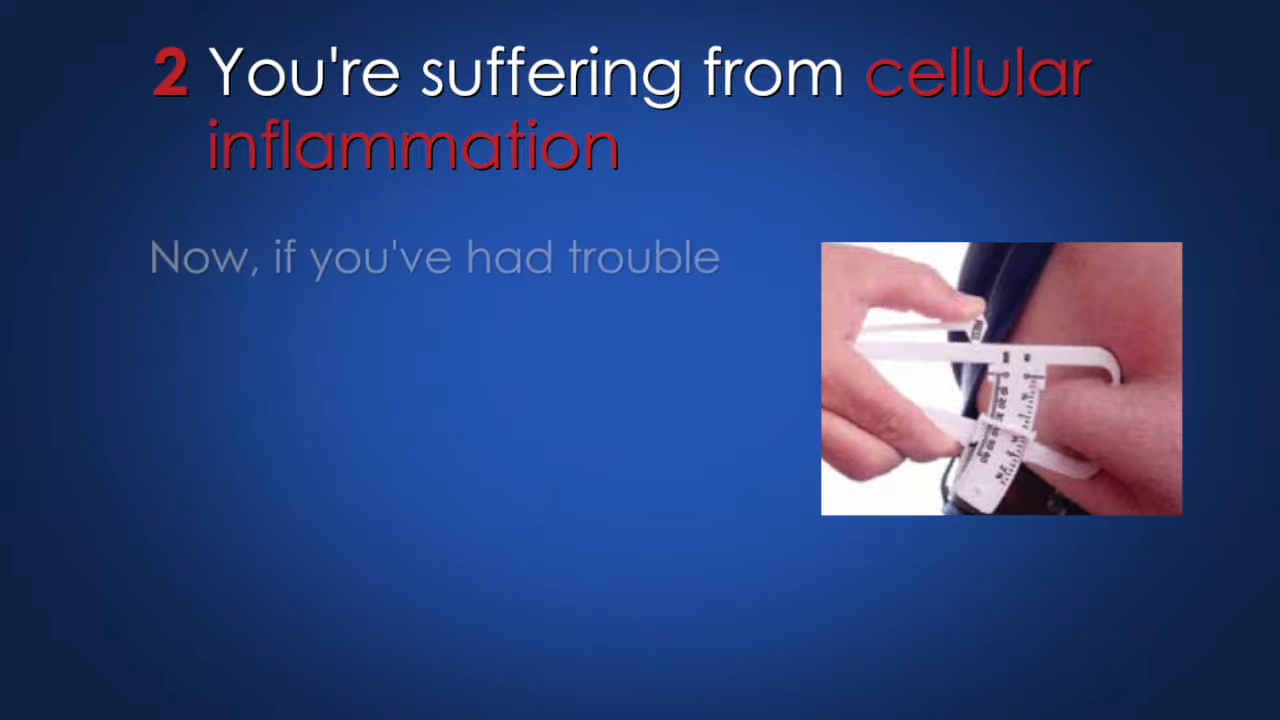 2 You're suffering from cellular
inflammation
Now, if you've had trouble